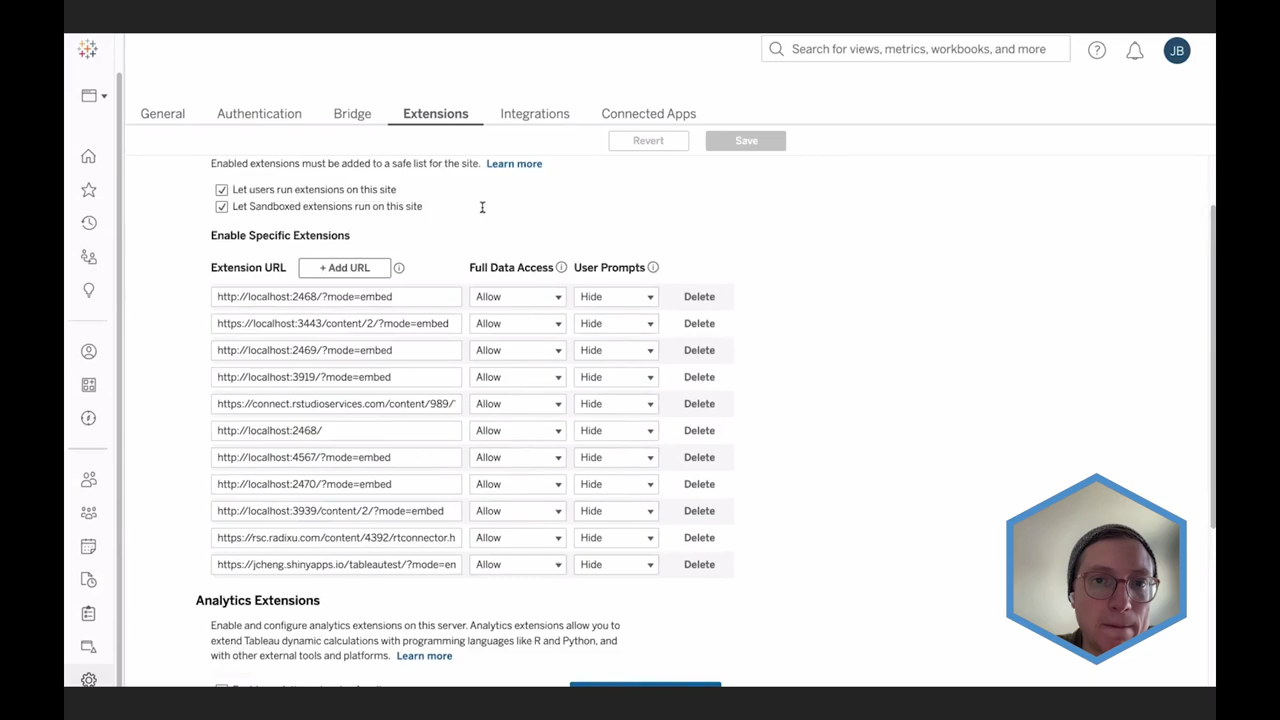 Search for views, metrics, workbooks, and more ? JB
General Authentication Bridge Extensions Integrations Connected Apps
Revert Save
Enabled extensions must be added to a safe list for the site. Learn more
Let users run extensions on this site
Let Sandboxed extensions run on this site
Enable Specific Extensions
Extension URL + Add URL Full Data Access User Prompts
http://localhost:2468/?mode=embed Allow Hide Delete
https://localhost:3443/content/2/?mode=embed Allow Hide Delete
http://localhost:2469/?mode=embed Allow Hide Delete
http://localhost:3919/?mode=embed Allow Hide Delete
https://connect.rstudioservices.com/content/989/ Allow Hide Delete
http://localhost:2468/ Allow Hide Delete
http://localhost:4567/?mode=embed Allow Hide Delete
http://localhost:2470/?mode=embed Allow Hide Delete
http://localhost:3939/content/2/?mode=embed Allow Hide Delete
https://rsc.radixu.com/content/4392/rtconnector.h Allow Hide Delete
https://jcheng.shinyapps.io/tableautest/?mode=en Allow Hide Delete
Analytics Extensions
Enable and configure analytics extensions on this server. Analytics extensions allow you to
extend Tableau dynamic calculations with programming languages like R and Python, and
with other external tools and platforms. Learn more